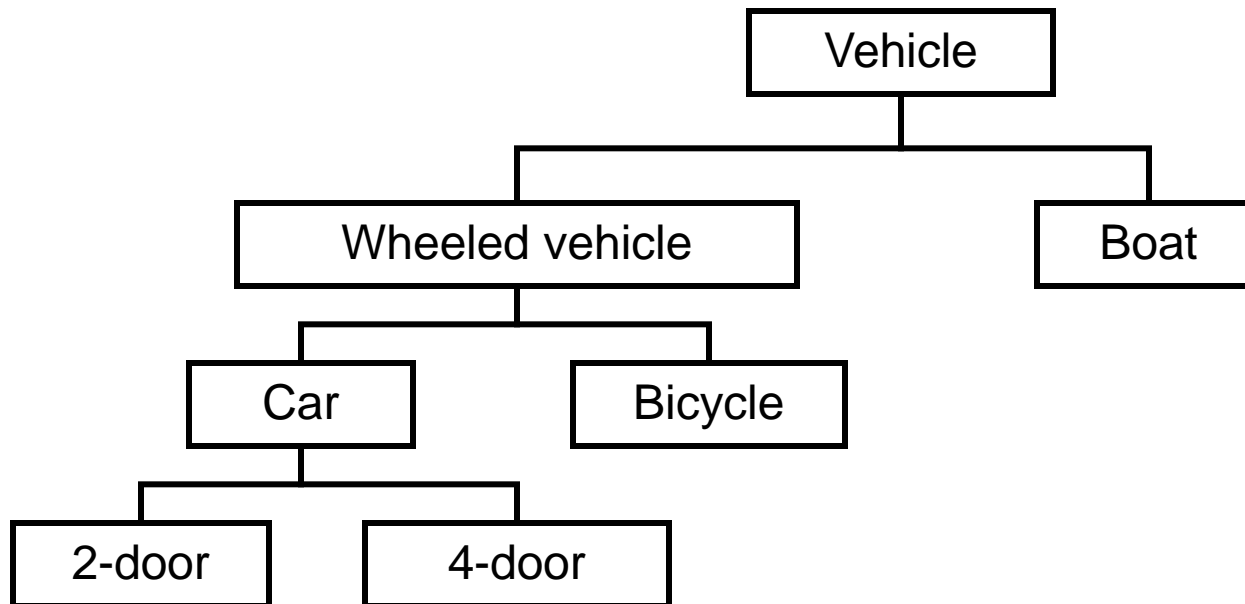 Vehicle
Wheeled vehicle
Boat
Car
Bicycle
2-door
4-door